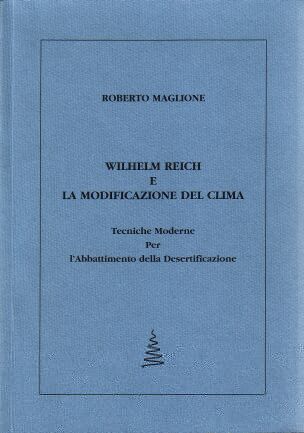 ROBERTO MAGLIONE
WILHELM REICH
E
LA MODIFICAZIONE DEL CLIMA
Tecniche Moderne
Per
l'Abbattimento della Desertificazione